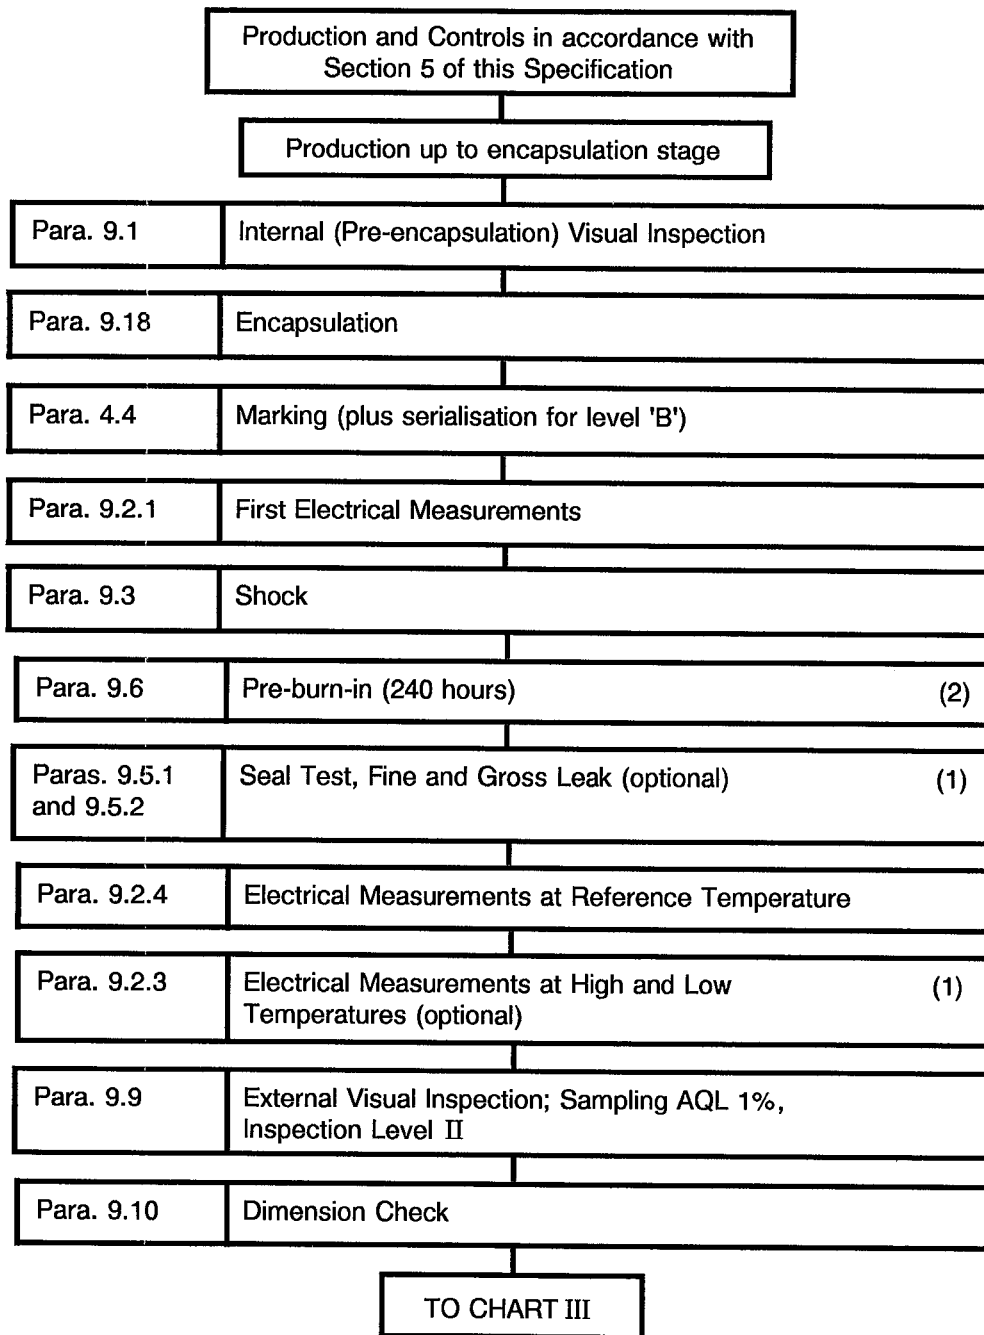 Production and Controls in accordance with
Section 5 of this Specification
Production up to encapsulation stage
Para. 9.1 Internal (Pre-encapsulation) Visual Inspection
Para. 9.18 Encapsulation
Para. 4.4 Marking (plus serialisation for level 'B')
Para. 9.2.1 First Electrical Measurements
Para. 9.3 Shock
Para. 9.6 Pre-burn-in (240 hours) (2)
Paras. 9.5.1 Seal Test, Fine and Gross Leak (optional) (1)
and 9.5.2
Para. 9.2.4 Electrical Measurements at Reference Temperature
Para. 9.2.3 Electrical Measurements at High and Low (1)
Temperatures (optional)
Para. 9.9 External Visual Inspection; Sampling AQL 1%,
Inspection Level II
Para. 9.10 Dimension Check
TO CHART III